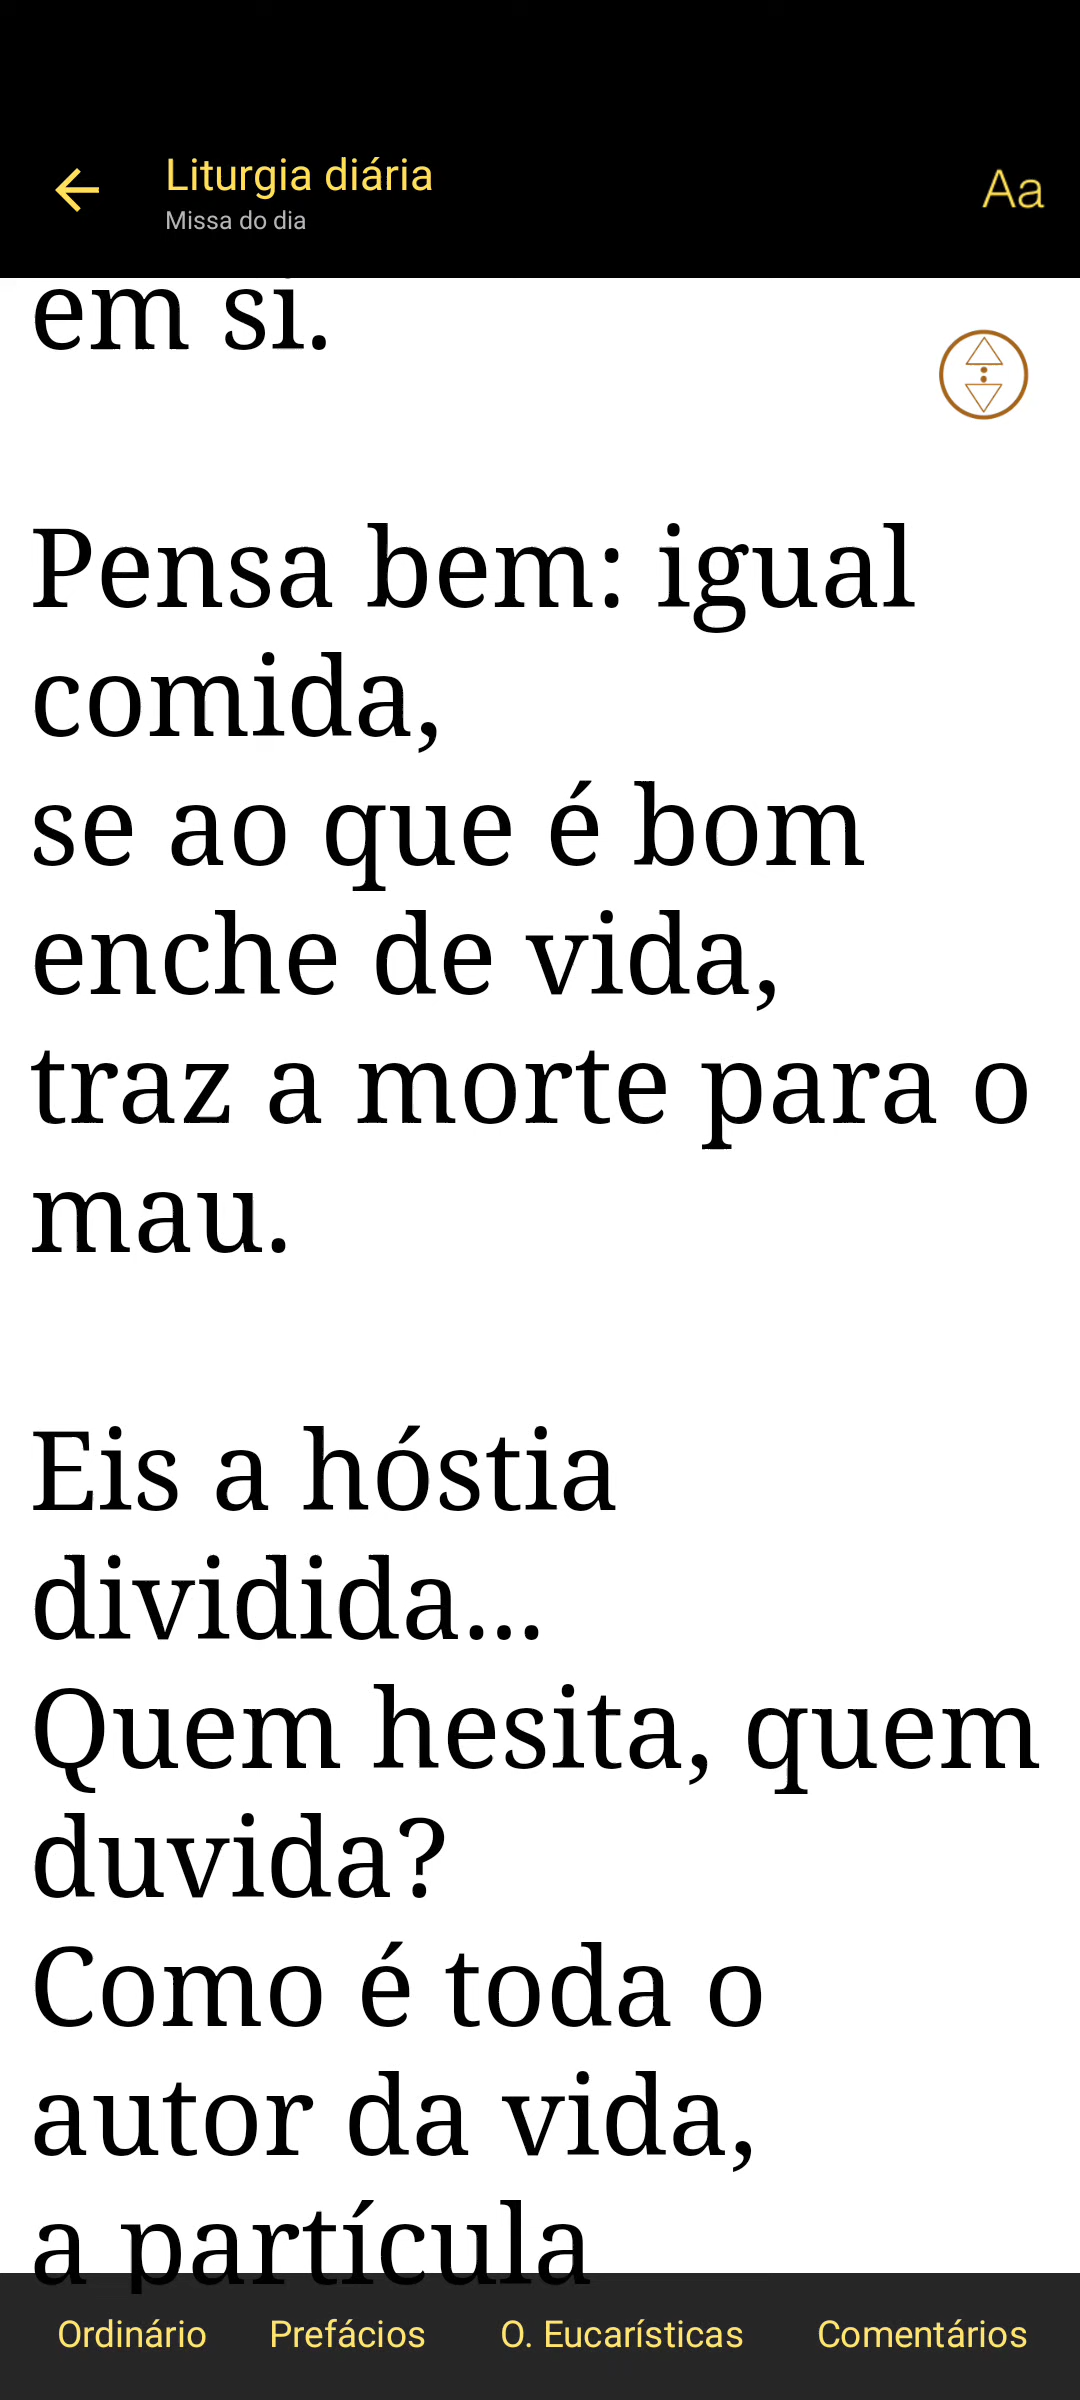 Liturgia diária
Missa do dia
Aa
em si.
Pensa bem: igual
comida,
se ao que é bom
enche de vida,
traz a morte para o
mau.
Eis a hóstia
dividida...
Quem hesita, quem
duvida?
Como é toda o
autor da vida,
a partícula
Ordinário Prefácios O. Eucarísticas Comentários